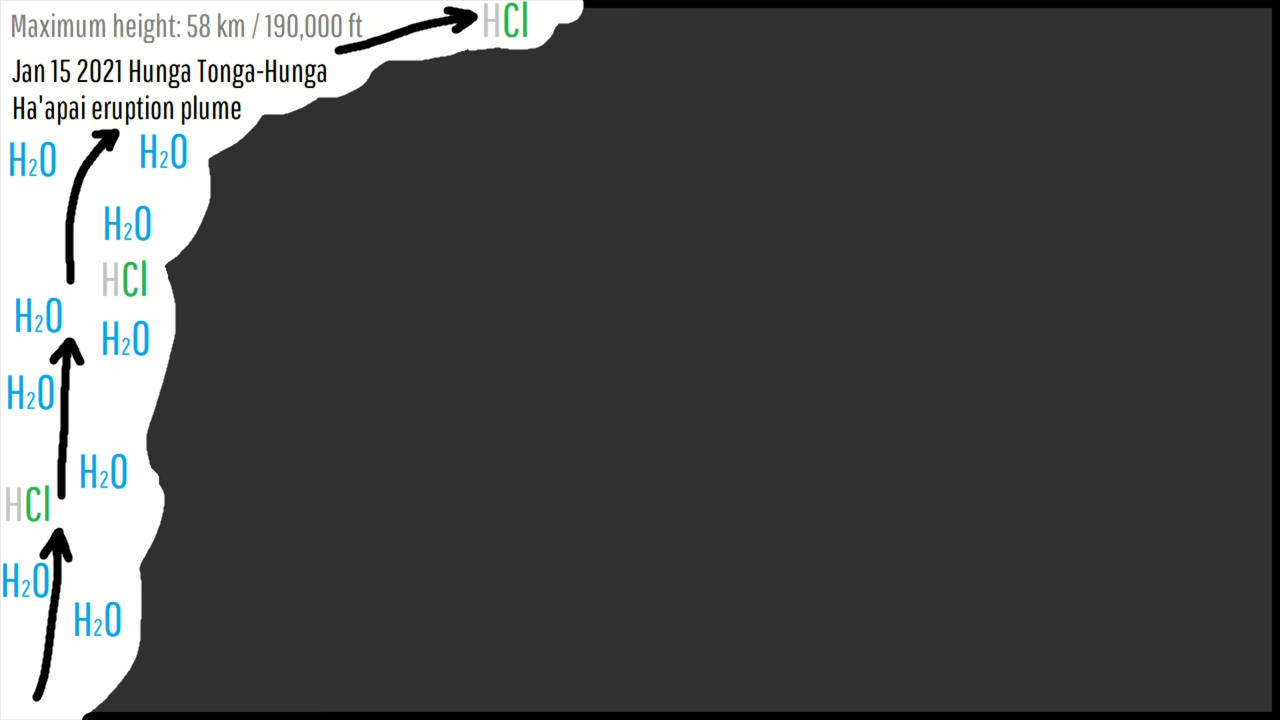 Maximum height: 58 km / 190,000 ft
HCl
Jan 15 2021 Hunga Tonga-Hunga
Ha'apai eruption plume
H₂O
H₂O
H₂O
HCl
H₂O
H₂O
H₂O
H₂O
HCl
H₂O
H₂O